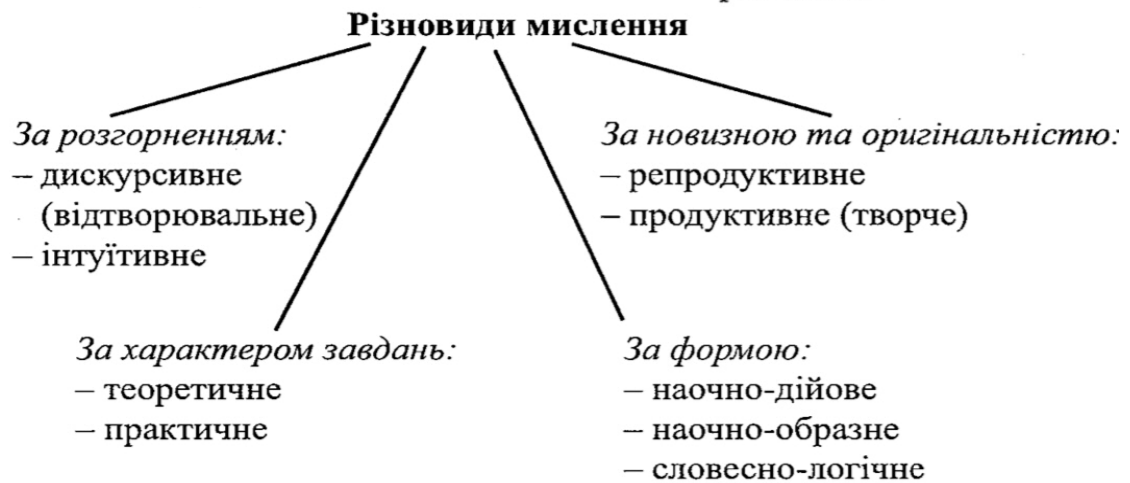 Різновиди мислення
За розгорненням:
– дискурсивне
(відтворювальне)
– інтуїтивне
За новизною та оригінальністю:
– репродуктивне
– продуктивне (творче)
За характером завдань:
– теоретичне
– практичне
За формою:
– наочно-дійове
– наочно-образне
– словесно-логічне